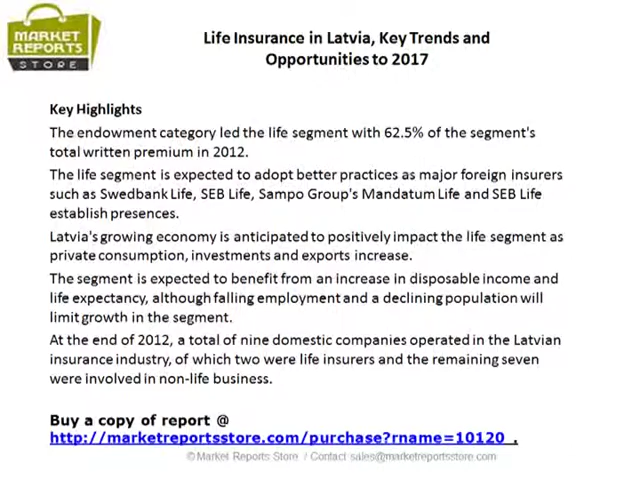 MARKET
REPORTS
STORE
Life Insurance in Latvia, Key Trends and
Opportunities to 2017
Key Highlights
The endowment category led the life segment with 62.5% of the segment's
total written premium in 2012.
The life segment is expected to adopt better practices as major foreign insurers
such as Swedbank Life, SEB Life, Sampo Group's Mandatum Life and SEB Life
establish presences.
Latvia's growing economy is anticipated to positively impact the life segment as
private consumption, investments and exports increase.
The segment is expected to benefit from an increase in disposable income and
life expectancy, although falling employment and a declining population will
limit growth in the segment.
At the end of 2012, a total of nine domestic companies operated in the Latvian
insurance industry, of which two were life insurers and the remaining seven
were involved in non-life business.
Buy a copy of report @
http://marketreportsstore.com/purchase?rname=10120 .
© Market Reports Store / Contact sales@marketreportsstore.com